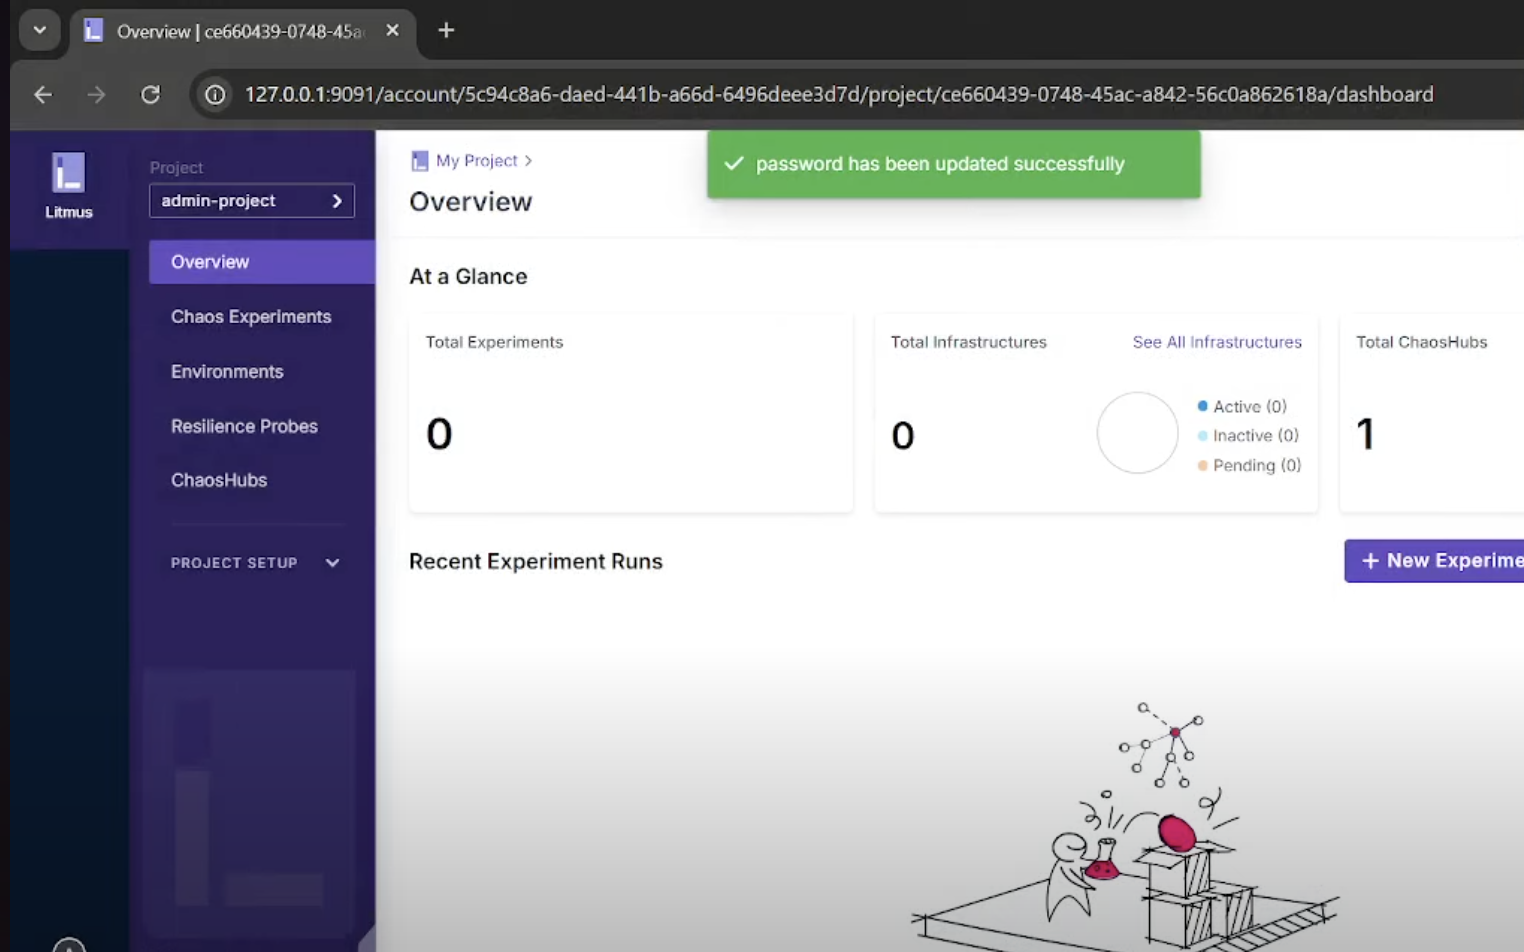 Overview | ce660439-0748-45a
127.0.0.1:9091/account/5c94c8a6-daed-441b-a66d-6496deee3d7d/project/ce660439-0748-45ac-a842-56c0a862618a/dashboard
Litmus
Project
admin-project
Overview
Chaos Experiments
Environments
Resilience Probes
ChaosHubs
PROJECT SETUP
My Project
password has been updated successfully
Overview
At a Glance
Total Experiments
0
Total Infrastructures
See All Infrastructures
0
Active (0)
Inactive (0)
Pending (0)
Total ChaosHubs
1
Recent Experiment Runs
+ New Experime